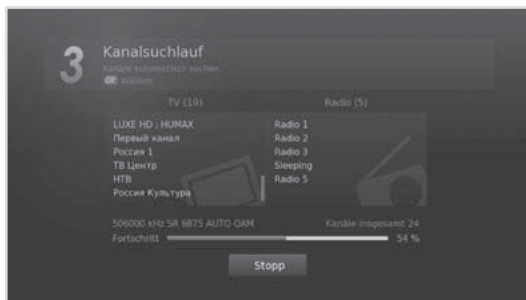 3
Kanalsuchlauf
Kanäle automatisch suchen
OK Wählen
TV (19)
Radio (5)
LUXE HD : HUMAX
Первый канал
Россия 1
ТВ Центр
НТВ
Россия Культура
Radio 1
Radio 2
Radio 3
Sleeping
Radio 5
506000 kHz SR 6875 AUTO QAM
Kanäle insgesamt 24
Fortschritt
54 %
Stopp